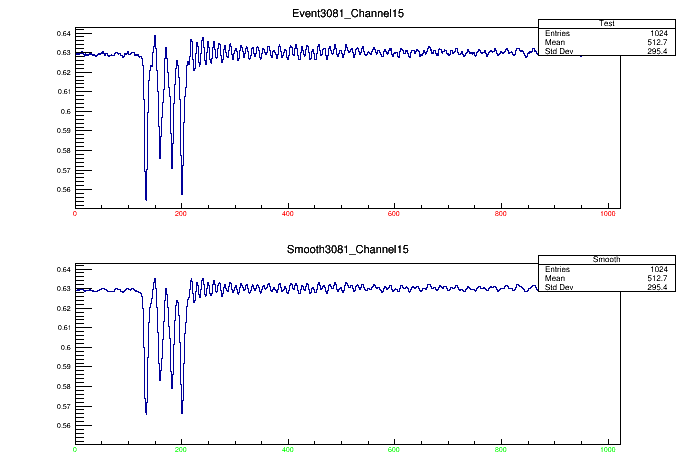 Event3081_Channel15
Test
Entries 1024
Mean 512.7
Std Dev 295.4
0.64
0.63
0.62
0.61
0.6
0.59
0.58
0.57
0.56
0 200 400 600 800 1000
Smooth3081_Channel15
Smooth
Entries 1024
Mean 512.7
Std Dev 295.4
0.64
0.63
0.62
0.61
0.6
0.59
0.58
0.57
0.56
0 200 400 600 800 1000